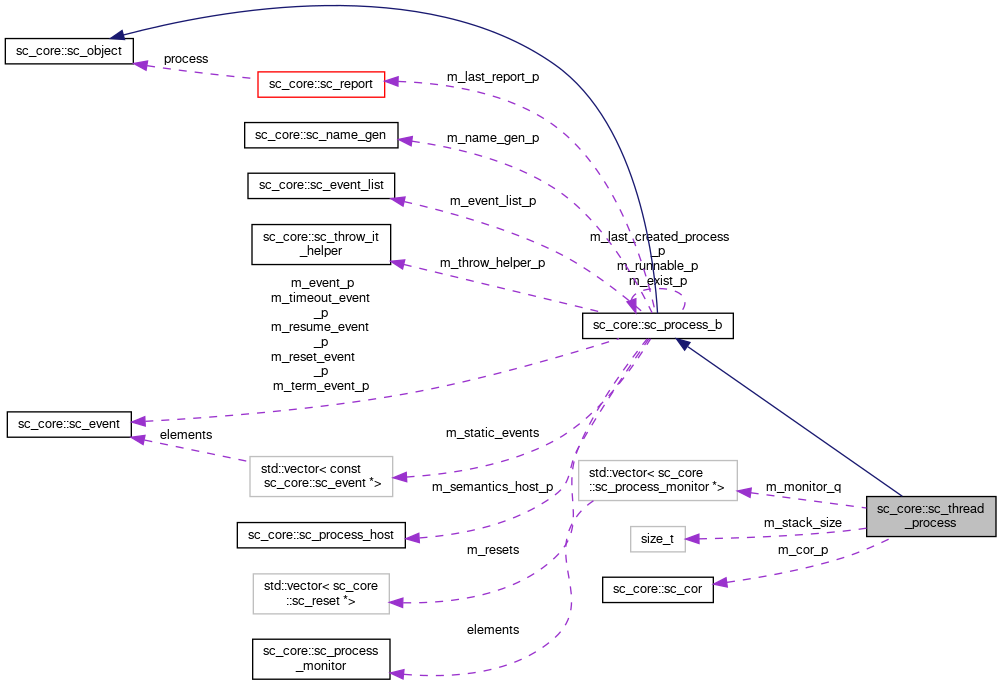 sc_core::sc_object
process
sc_core::sc_report
m_last_report_p
sc_core::sc_name_gen
m_name_gen_p
sc_core::sc_event_list
m_event_list_p
sc_core::sc_throw_it
_helper
m_throw_helper_p
m_last_created_process
_p
m_runnable_p
m_exist_p
sc_core::sc_process_b
m_event_p
m_timeout_event
_p
m_resume_event
_p
m_reset_event
_p
m_term_event_p
sc_core::sc_event
elements
std::vector< const
sc_core::sc_event *>
m_static_events
m_semantics_host_p
sc_core::sc_process_host
m_resets
std::vector< sc_core
::sc_reset *>
elements
sc_core::sc_process
_monitor
std::vector< sc_core
::sc_process_monitor *>
m_monitor_q
size_t
m_stack_size
sc_core::sc_cor
m_cor_p
sc_core::sc_thread
_process